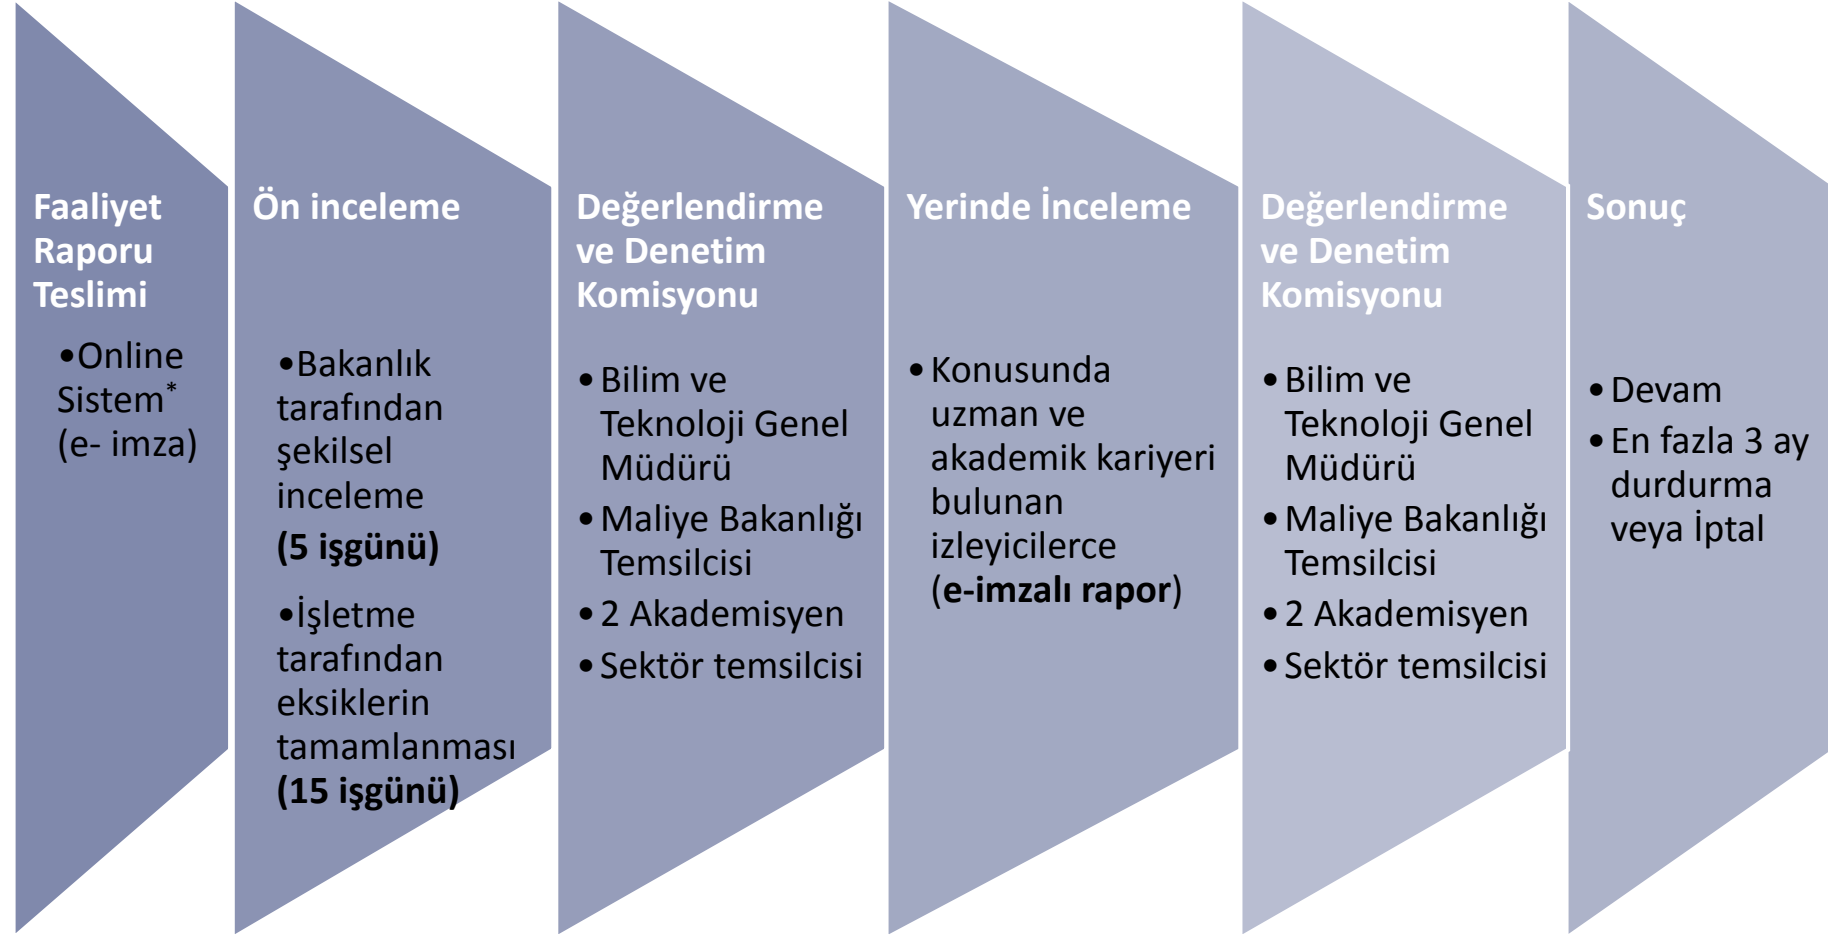 Faaliyet
Raporu
Teslimi
•Online
Sistem*
(e- imza)
Ön inceleme
•Bakanlık
tarafından
şekilsel
inceleme
(5 işgünü)
•İşletme
tarafından
eksiklerin
tamamlanması
(15 işgünü)
Değerlendirme
ve Denetim
Komisyonu
•Bilim ve
Teknoloji Genel
Müdürü
•Maliye Bakanlığı
Temsilcisi
•2 Akademisyen
•Sektör temsilcisi
Yerinde İnceleme
•Konusunda
uzman ve
akademik kariyeri
bulunan
izleyicilerce
(e-imzalı rapor)
Değerlendirme
ve Denetim
Komisyonu
•Bilim ve
Teknoloji Genel
Müdürü
•Maliye Bakanlığı
Temsilcisi
•2 Akademisyen
•Sektör temsilcisi
Sonuç
•Devam
•En fazla 3 ay
durdurma
veya İptal